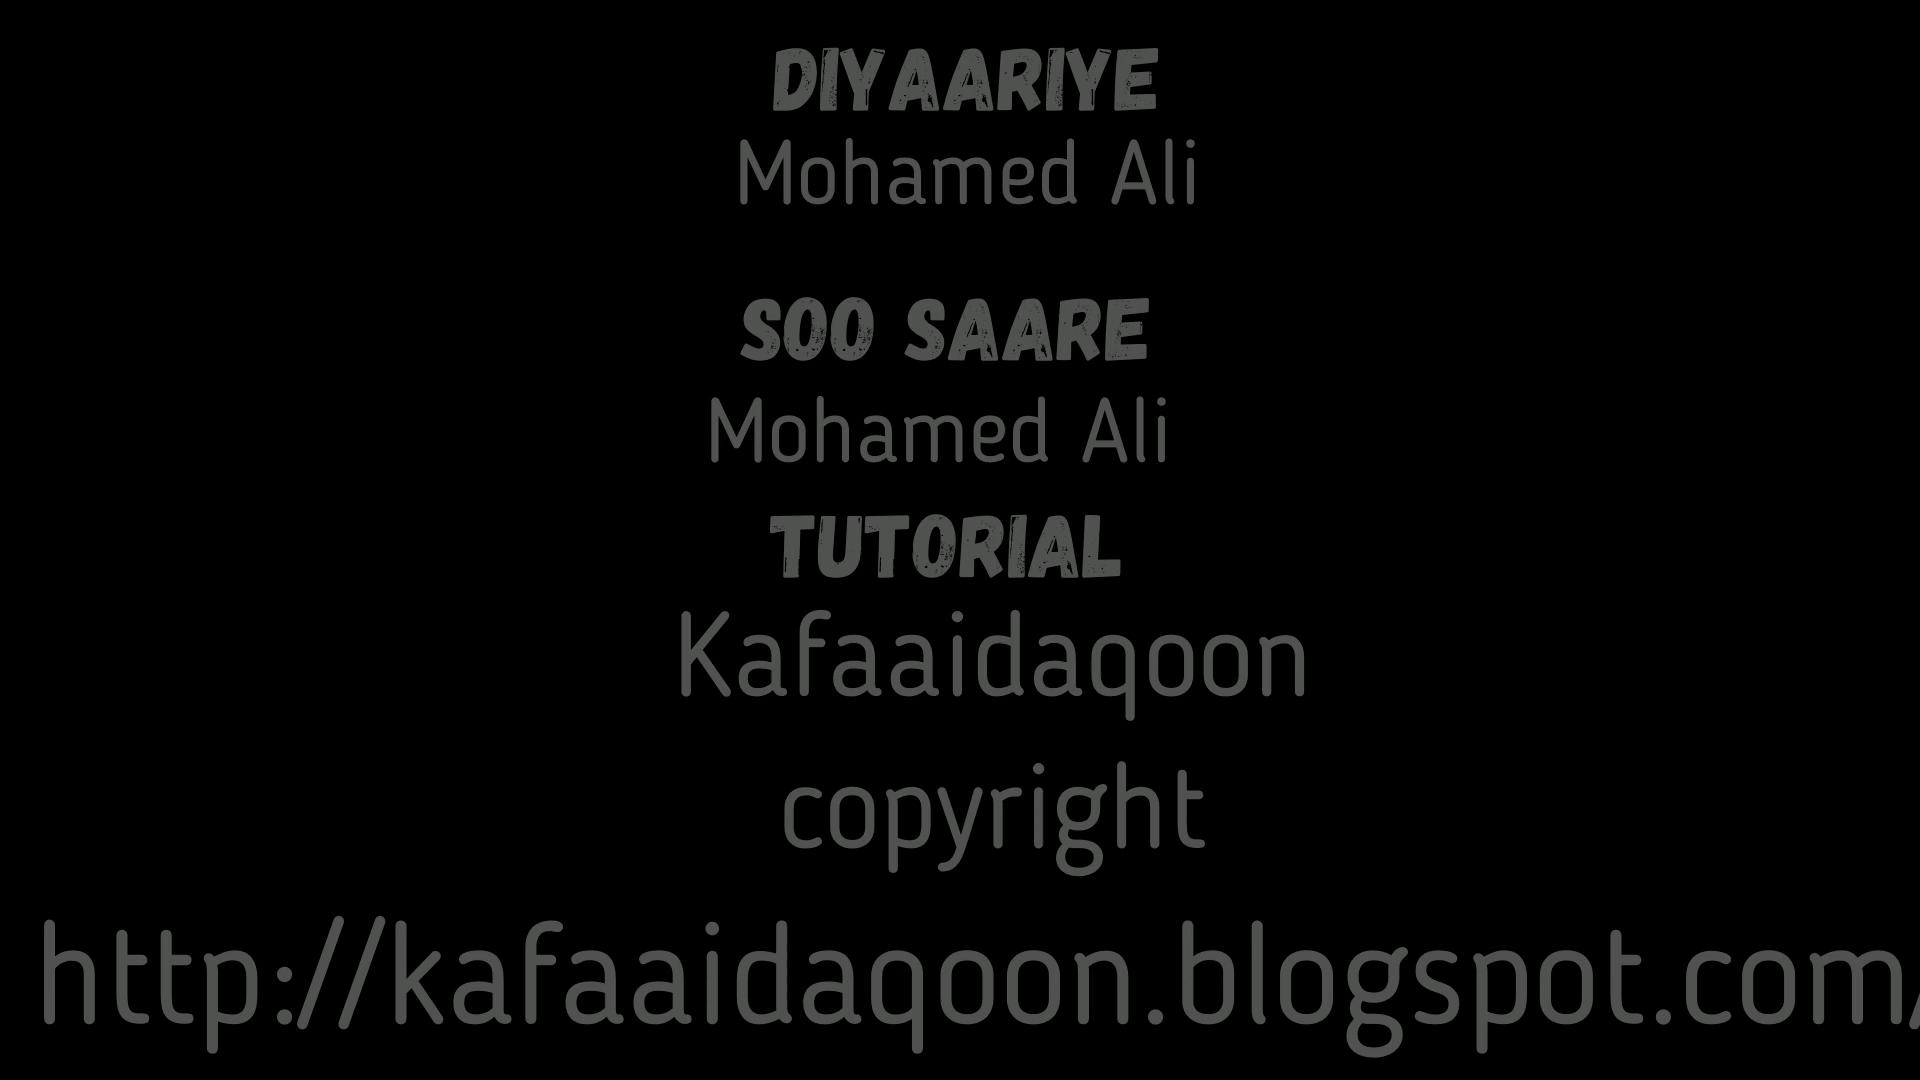 DIYAARIYE
Mohamed Ali
SOO SAARE
Mohamed Ali
TUTORIAL
Kafaaidaqoon
copyright
http://kafaaidaqoon.blogspot.com/